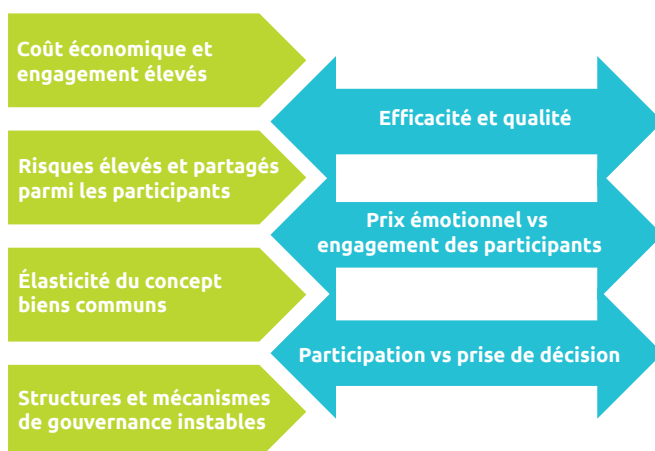 Coût économique et
engagement élevés
Efficacité et qualité
Risques élevés et partagés
parmi les participants
Prix émotionnel vs
engagement des participants
Élasticité du concept
biens communs
Participation vs prise de décision
Structures et mécanismes
de gouvernance instables